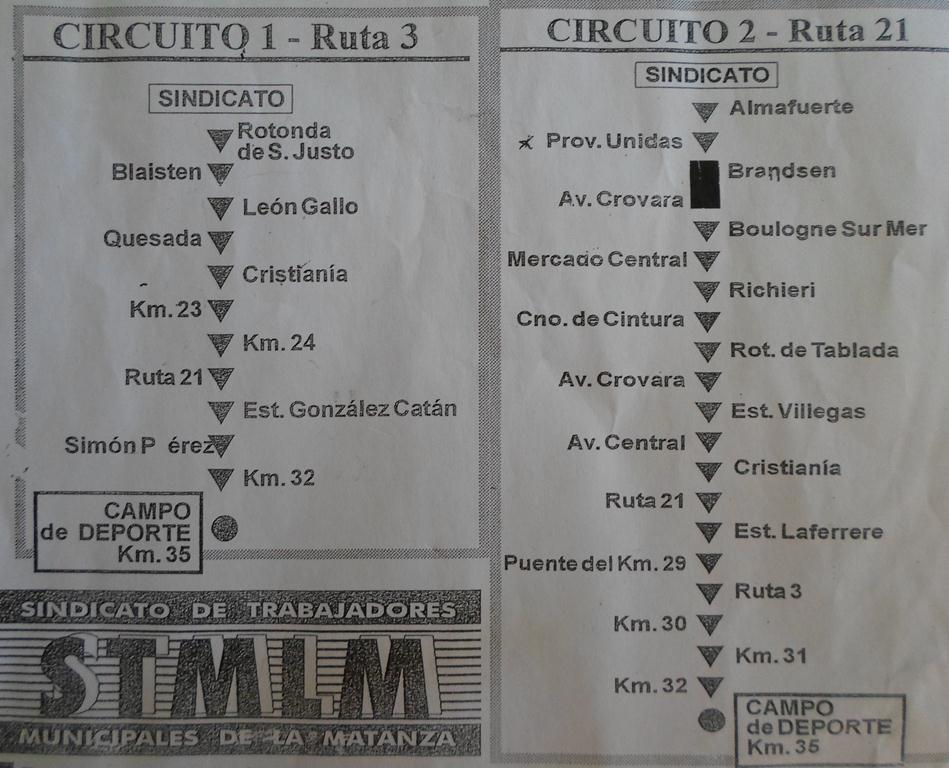 CIRCUITO 1 - Ruta 3
SINDICATO
Rotonda
de S. Justo
Blaisten
León Gallo
Quesada
Cristianía
Km. 23
Km. 24
Ruta 21
Est. González Catán
Simón P érez
Km. 32
CAMPO
de DEPORTE
Km. 35
SINDICATO DE TRABAJADORES
STMLM
MUNICIPALES DE LA MATANZA
CIRCUITO 2 - Ruta 21
SINDICATO
Almafuerte
Prov. Unidas
Brandsen
Av. Crovara
Boulogne Sur Mer
Mercado Central
Richieri
Cno. de Cintura
Rot. de Tablada
Av. Crovara
Est. Villegas
Av. Central
Cristianía
Ruta 21
Est. Laferrere
Puente del Km. 29
Ruta 3
Km. 30
Km. 31
Km. 32
CAMPO
de DEPORTE
Km. 35